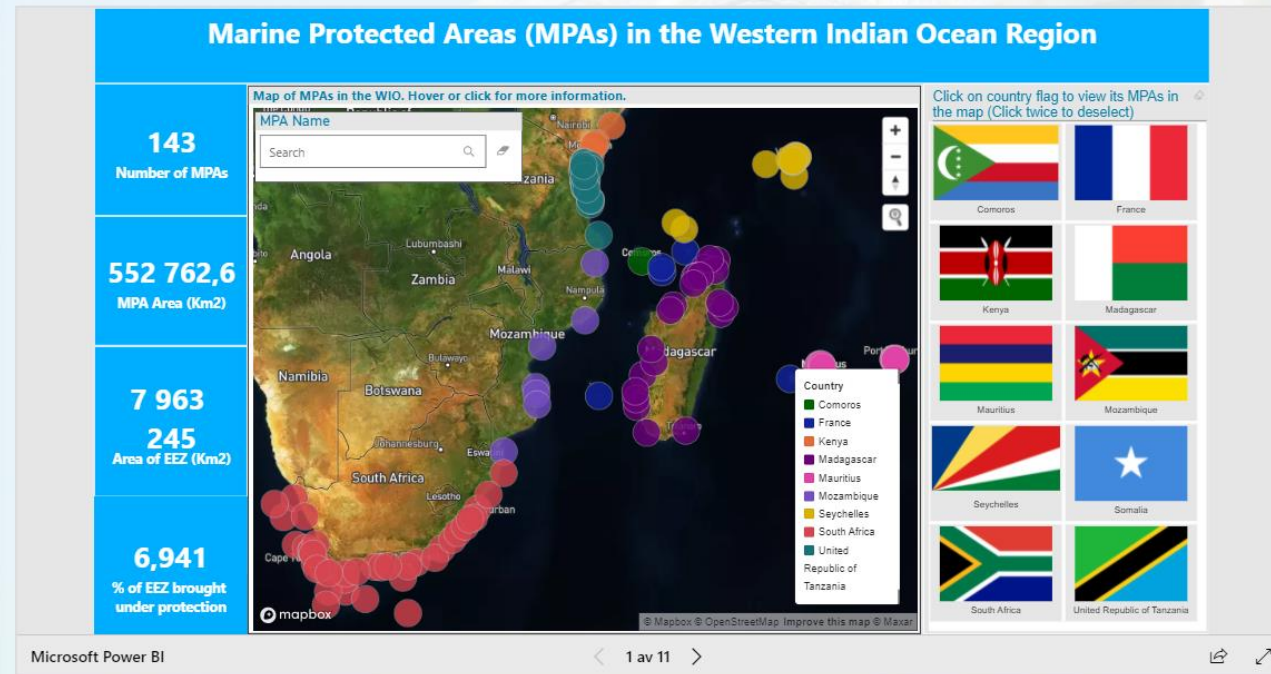 Marine Protected Areas (MPAs) in the Western Indian Ocean Region
143
Number of MPAs
552 762,6
MPA Area (Km2)
7 963
245
Area of EEZ (Km2)
6,941
% of EEZ brought
under protection
Map of MPAs in the WIO. Hover or click for more information.
MPA Name
Search
Nairobi
zania
Angola
Lubumbashi
Zambia
Malawi
Nampula
Mozambique
Bulawayo
Namibia
Botswana
Johannesburg
Eswa
South Africa
Lesotho
urban
Cape
dagascar
us
Port
mapbox
Country
Comoros
France
Kenya
Madagascar
Mauritius
Mozambique
Seychelles
South Africa
United
Republic of
Tanzania
© Mapbox © OpenStreetMap Improve this map © Maxar
Click on country flag to view its MPAs in
the map (Click twice to deselect)
Comoros
France
Kenya
Madagascar
Mauritius
Mozambique
Seychelles
Somalia
South Africa
United Republic of Tanzania
Microsoft Power BI
1 av 11